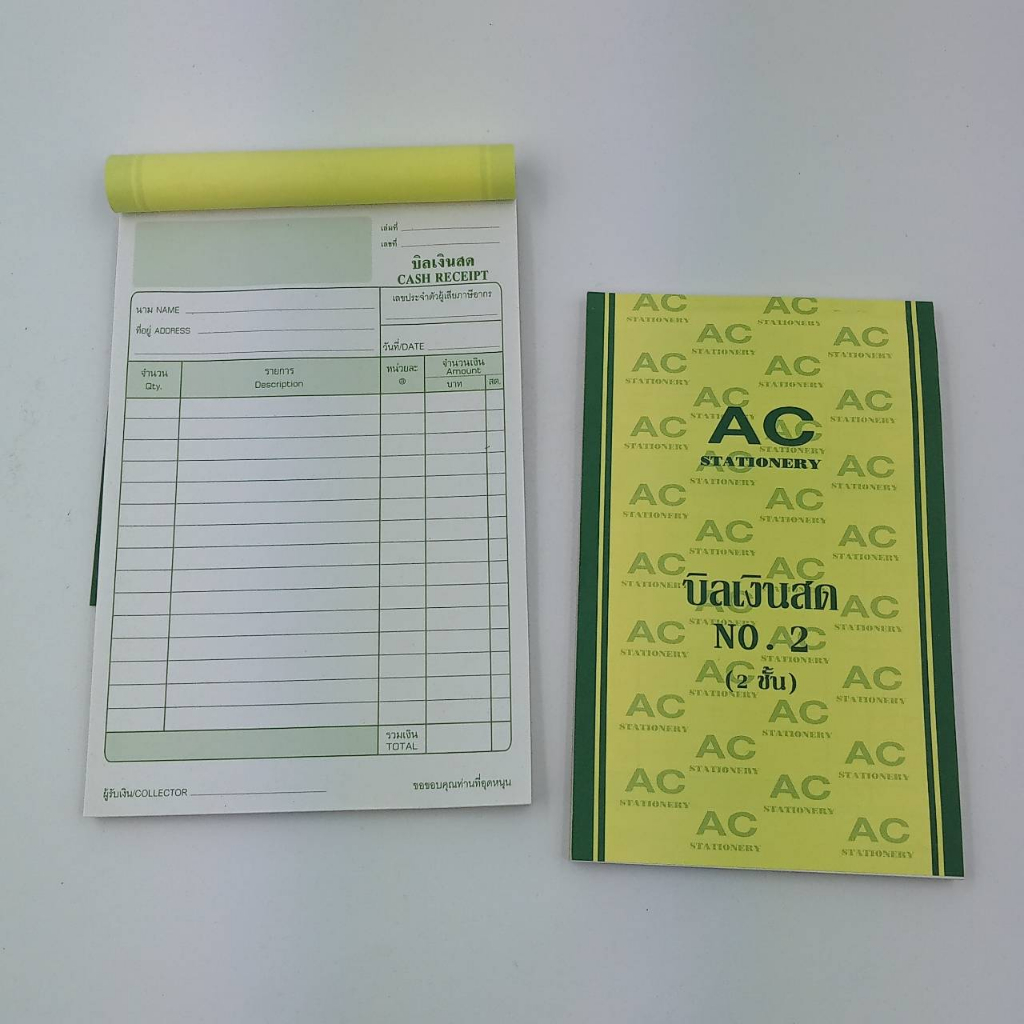 เล่มที่
เลขที่
บิลเงินสด
CASH RECEIPT
นาม NAME
ที่อยู่ ADDRESS
เลขประจำตัวผู้เสียภาษีอากร
วันที่/DATE
จำนวน
Qty.
รายการ
Description
หน่วยละ
@
จำนวนเงิน
Amount
บาท
สต.
รวมเงิน
TOTAL
ผู้รับเงิน/COLLECTOR
ขอขอบคุณท่านที่อุดหนุน
AC
STATIONERY
บิลเงินสด
NO. 2
(2 ชั้น)